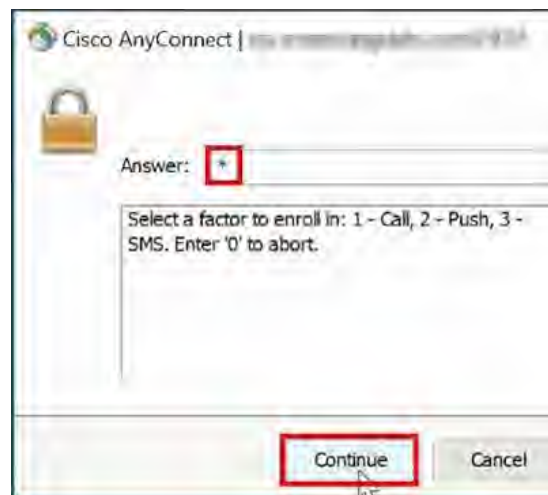 Cisco AnyConnect |
Answer: *
Select a factor to enroll in: 1 - Call, 2 - Push, 3 -
SMS. Enter '0' to abort.
Continue Cancel